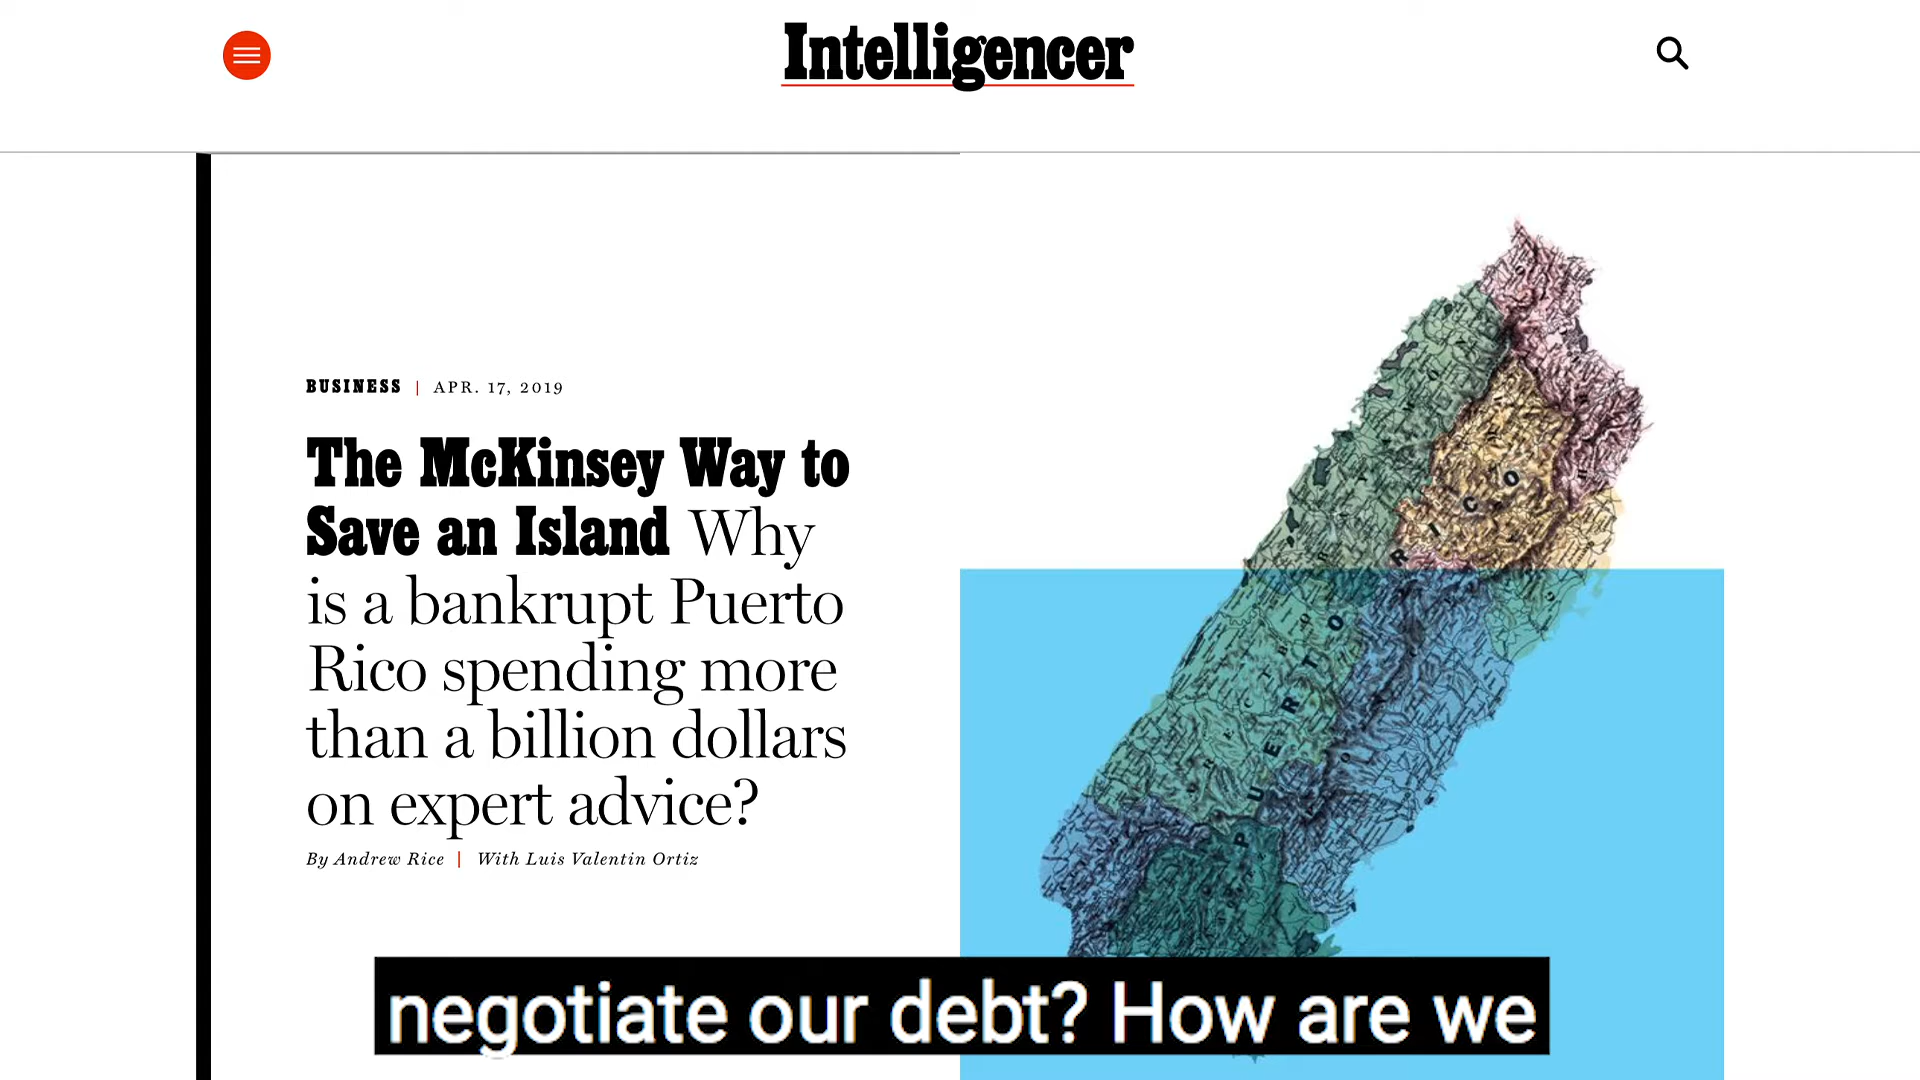 Intelligencer
BUSINESS | APR. 17, 2019
The McKinsey Way to
Save an Island Why
is a bankrupt Puerto
Rico spending more
than a billion dollars
on expert advice?
By Andrew Rice | With Luis Valentin Ortiz
PUERTO RICO
negotiate our debt? How are we